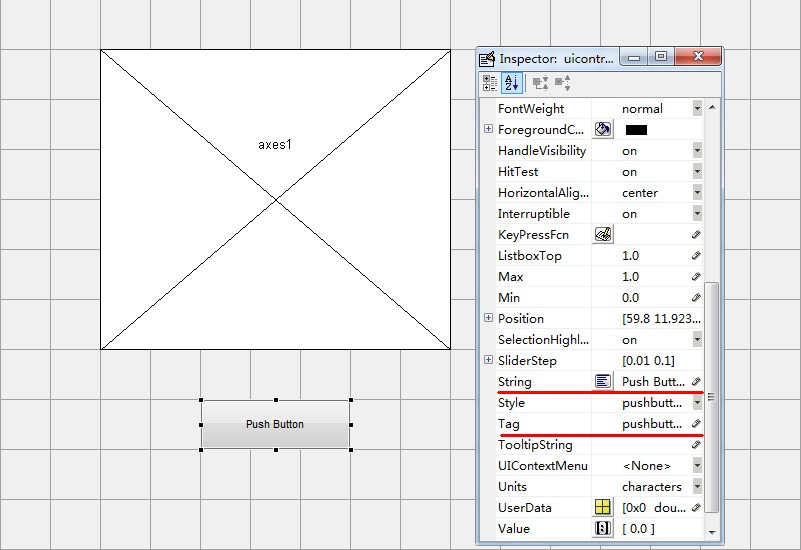 axes1
Push Button
Inspector: uicontr...
FontWeight normal
ForegroundC...
HandleVisibility on
HitTest on
HorizontalAlig... center
Interruptible on
KeyPressFcn
ListboxTop 1.0
Max 1.0
Min 0.0
Position [59.8 11.923...
SelectionHighl... on
SliderStep [0.01 0.1]
String Push Butt...
Style pushbutt...
Tag pushbutt...
TooltipString
UIContextMenu <None>
Units characters
UserData [0x0 dou...
Value [ 0.0 ]